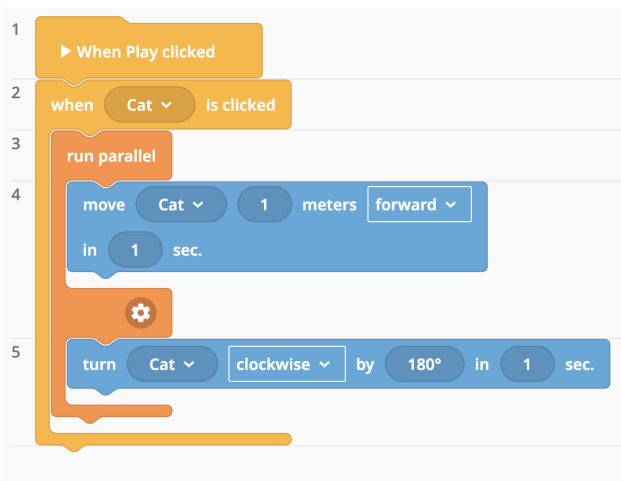 1
When Play clicked
2
when Cat is clicked
3
run parallel
4
move Cat 1 meters forward
in 1 sec.
5
turn Cat clockwise by 180° in 1 sec.